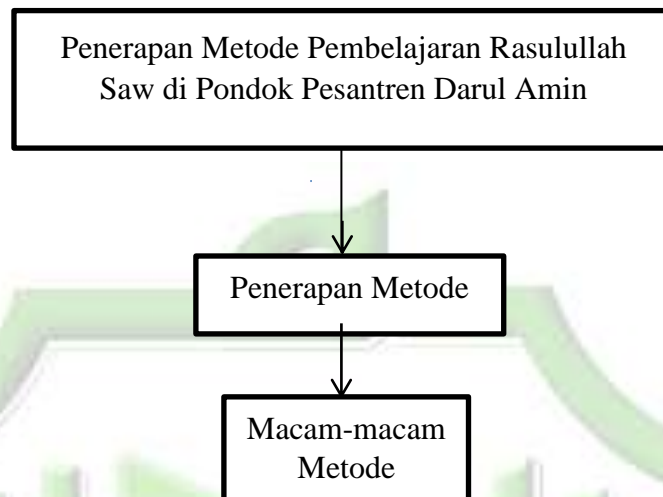 Penerapan Metode Pembelajaran Rasulullah
Saw di Pondok Pesantren Darul Amin
Penerapan Metode
Macam-macam
Metode